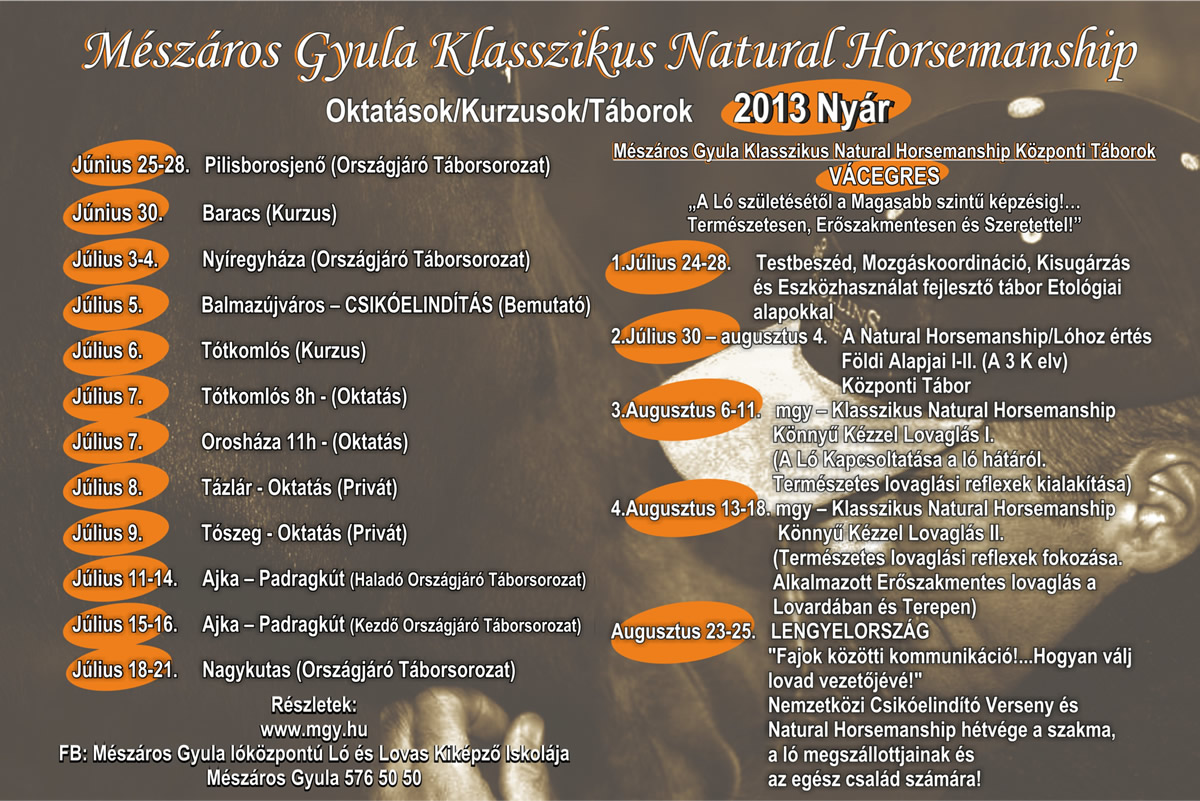 Mészáros Gyula Klasszikus Natural Horsemanship
Oktatások/Kurzusok/Táborok 2013 Nyár
Június 25-28. Pilisborosjenő (Országjáró Táborsorozat)
Június 30. Baracs (Kurzus)
Július 3-4. Nyíregyháza (Országjáró Táborsorozat)
Július 5. Balmazújváros – CSIKÓELINDÍTÁS (Bemutató)
Július 6. Tótkomlós (Kurzus)
Július 7. Tótkomlós 8h - (Oktatás)
Július 7. Orosháza 11h - (Oktatás)
Július 8. Tázlár - Oktatás (Privát)
Július 9. Tószeg - Oktatás (Privát)
Július 11-14. Ajka – Padragkút (Haladó Országjáró Táborsorozat)
Július 15-16. Ajka – Padragkút (Kezdő Országjáró Táborsorozat)
Július 18-21. Nagykutas (Országjáró Táborsorozat)
Részletek:
www.mgy.hu
FB: Mészáros Gyula lóközpontú Ló és Lovas Kiképző Iskolája
Mészáros Gyula 576 50 50
Mészáros Gyula Klasszikus Natural Horsemanship Központi Táborok
VÁCEGRES
„A Ló születésétől a Magasabb szintű képzésig!...
Természetesen, Erőszakmentesen és Szeretettel!”
1.Július 24-28. Testbeszéd, Mozgáskoordináció, Kisugárzás
és Eszközhasználat fejlesztő tábor Etológiai
alapokkal
2.Július 30 – augusztus 4. A Natural Horsemanship/Lóhoz értés
Földi Alapjai I-II. (A 3 K elv)
Központi Tábor
3.Augusztus 6-11. mgy – Klasszikus Natural Horsemanship
Könnyű Kézzel Lovaglás I.
(A Ló Kapcsoltatása a ló hátáról.
Természetes lovaglási reflexek kialakítása)
4.Augusztus 13-18. mgy – Klasszikus Natural Horsemanship
Könnyű Kézzel Lovaglás II.
(Természetes lovaglási reflexek fokozása.
Alkalmazott Erőszakmentes lovaglás a
Lovardában és Terepen)
Augusztus 23-25. LENGYELORSZÁG
"Fajok közötti kommunikáció!...Hogyan válj
lovad vezetőjévé!"
Nemzetközi Csikóelindító Verseny és
Natural Horsemanship hétvége a szakma,
a ló megszállottjainak és
az egész család számára!